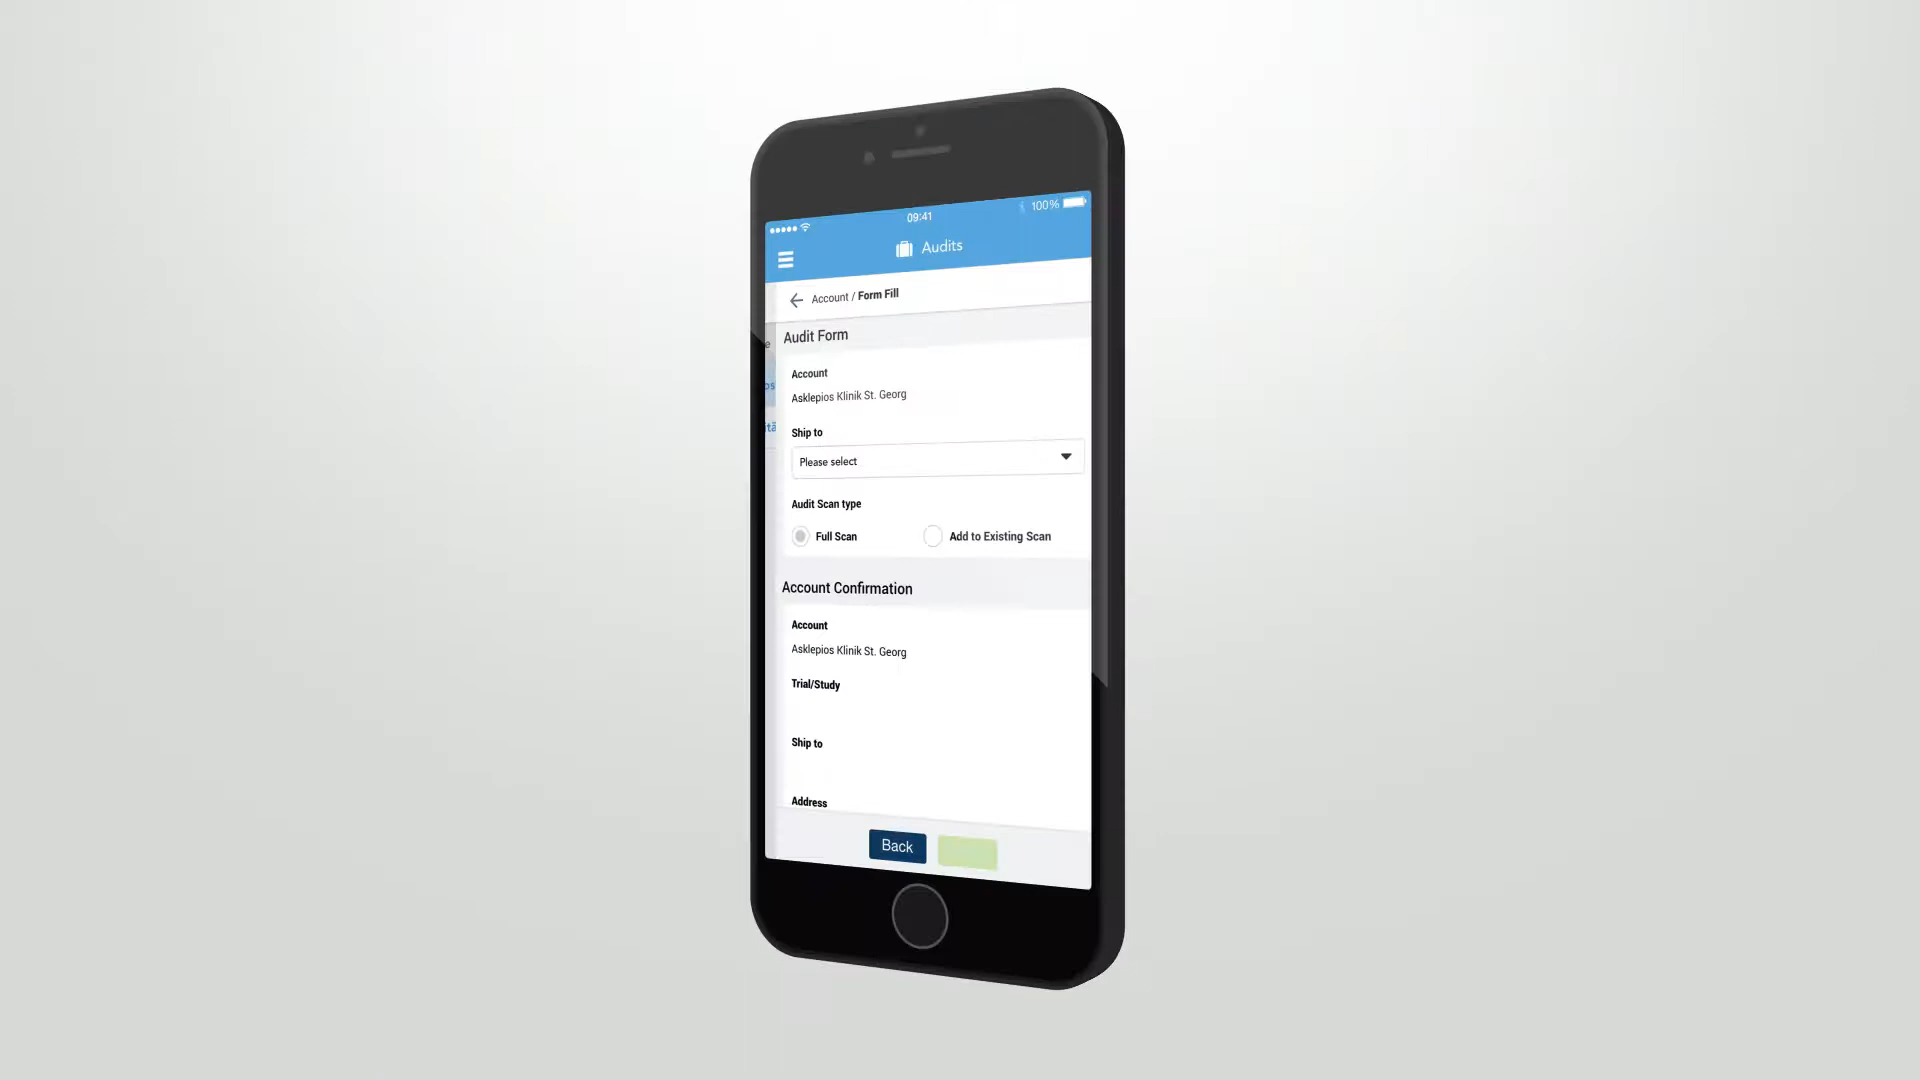 09:41
100%
Audits
Account / Form Fill
Audit Form
Account
Asklepios Klinik St. Georg
Ship to
Please select
Audit Scan type
Full Scan
Add to Existing Scan
Account Confirmation
Account
Asklepios Klinik St. Georg
Trial/Study
Ship to
Address
Back